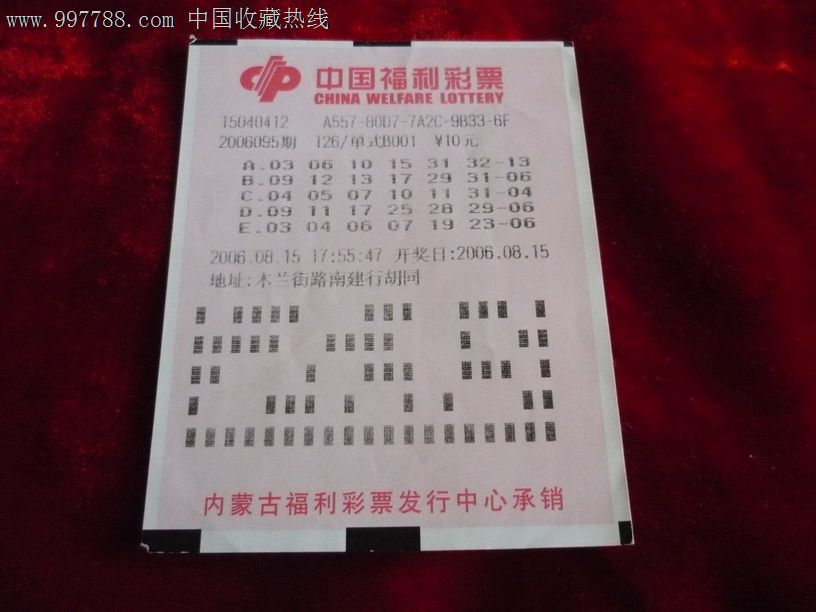 www.997788.com 中国收藏热线
中国福利彩票
CHINA WELFARE LOTTERY
15040412 A557-80D7-7A2C-9B33-6F
2006095期 126/单式B001 ¥10元
A.03 06 10 15 31 32-13
B.09 12 13 17 29 31-06
C.04 05 07 10 11 31-04
D.09 11 17 25 28 29-06
E.03 04 06 07 19 23-06
2006.08.15 17:55:47 开奖日:2006.08.15
地址:木兰街路南建行胡同
内蒙古福利彩票发行中心承销